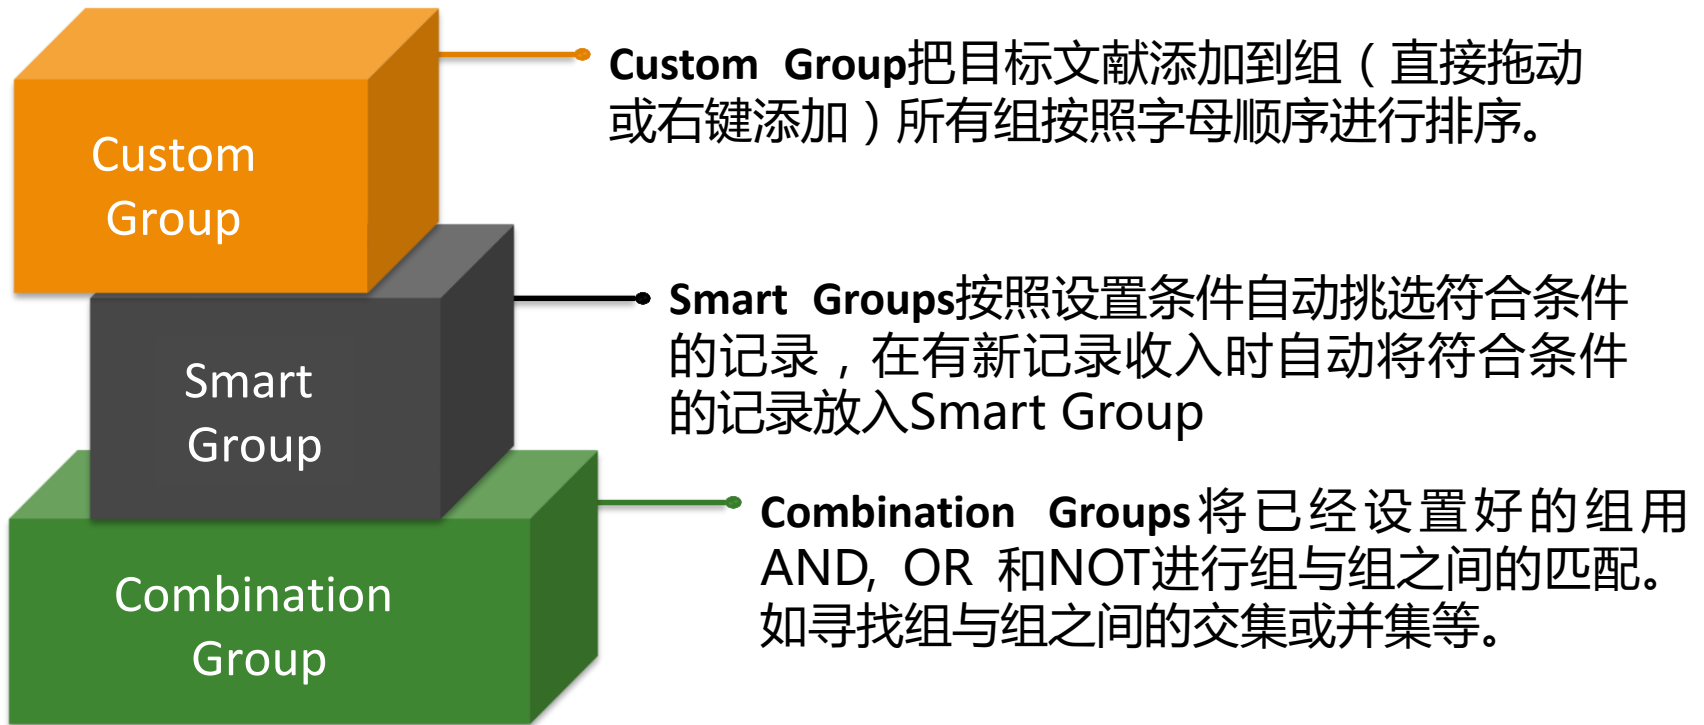 Custom
Group
Custom Group把目标文献添加到组（直接拖动
或右键添加）所有组按照字母顺序进行排序。
Smart
Group
Smart Groups按照设置条件自动挑选符合条件
的记录，在有新记录收入时自动将符合条件
的记录放入Smart Group
Combination
Group
Combination Groups将已经设置好的组用
AND, OR 和NOT进行组与组之间的匹配。
如寻找组与组之间的交集或并集等。